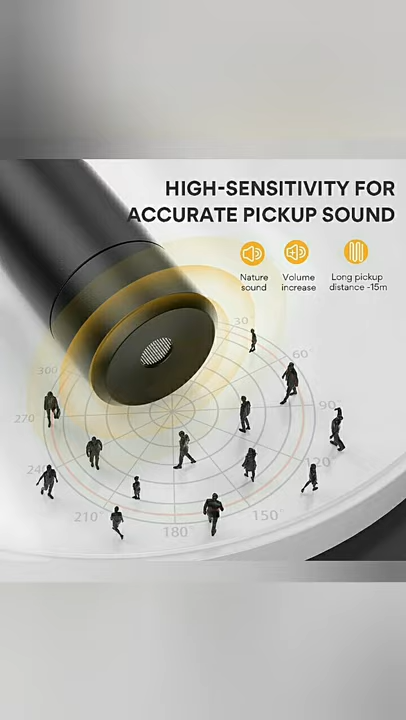 HIGH-SENSITIVITY FOR
ACCURATE PICKUP SOUND
Nature sound
Volume increase
Long pickup distance -15m
30
60
300
90°
270
120
240
150°
210°
180°